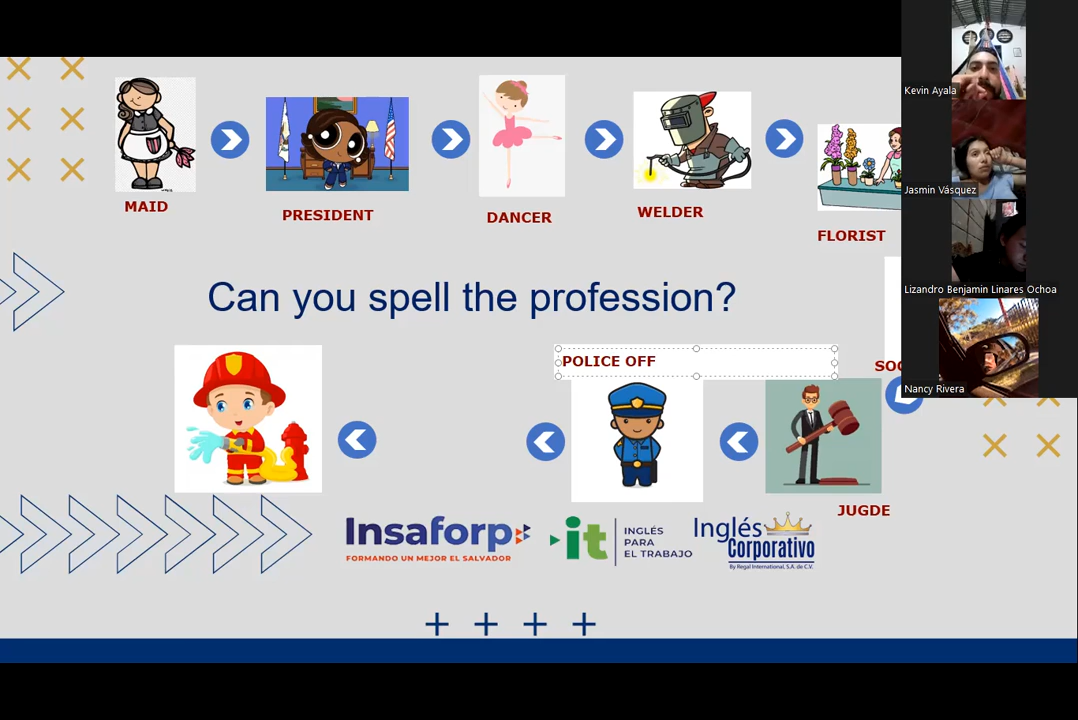 MAID
PRESIDENT
DANCER
WELDER
FLORIST
Can you spell the profession?
POLICE OFF
SOC
JUGDE
Insaforp
FORMANDO UN MEJOR EL SALVADOR
it
INGLÉS
PARA
EL TRABAJO
Inglés
Corporativo
By Regal International, S.A. de C.V.
Kevin Ayala
Jasmin Vásquez
Lizandro Benjamin Linares Ochoa
Nancy Rivera